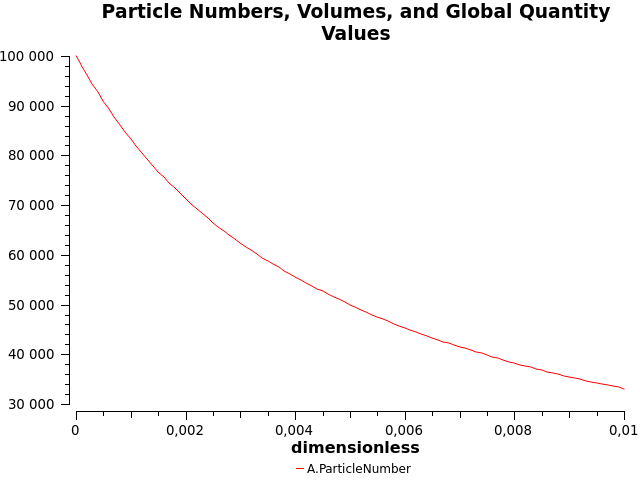 Particle Numbers, Volumes, and Global Quantity
Values
100 000
90 000
80 000
70 000
60 000
50 000
40 000
30 000
0 0,002 0,004 0,006 0,008 0,01
dimensionless
A.ParticleNumber